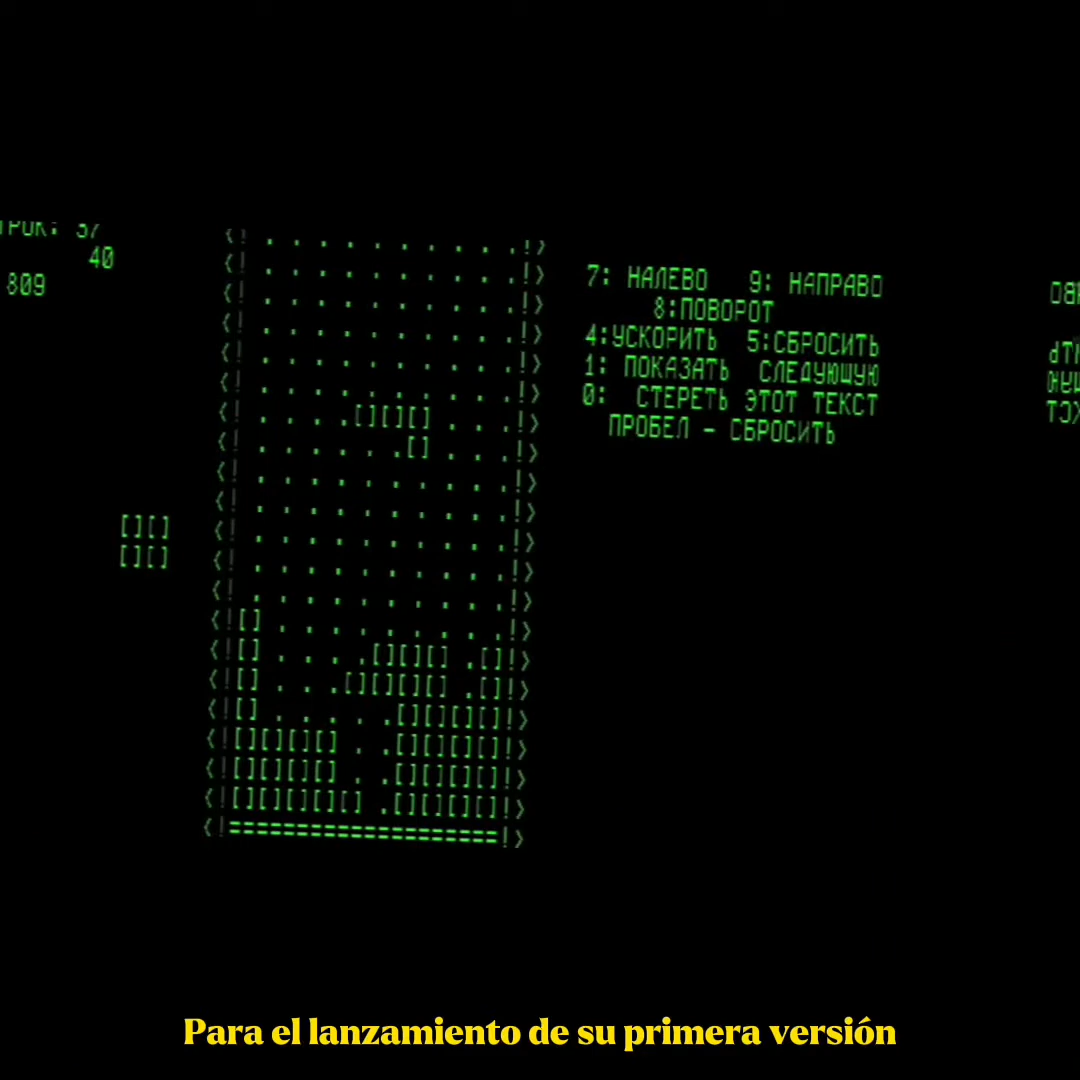 40
809
7: НАЛЕВО 9: НАПРАВО
8:ПОВОРОТ
4:УСКОРИТЬ 5:СБРОСИТЬ
1: ПОКАЗАТЬ СЛЕДУЮЩУЮ
0: СТЕРЕТЬ ЭТОТ ТЕКСТ
ПРОБЕЛ - СБРОСИТЬ
Para el lanzamiento de su primera versión